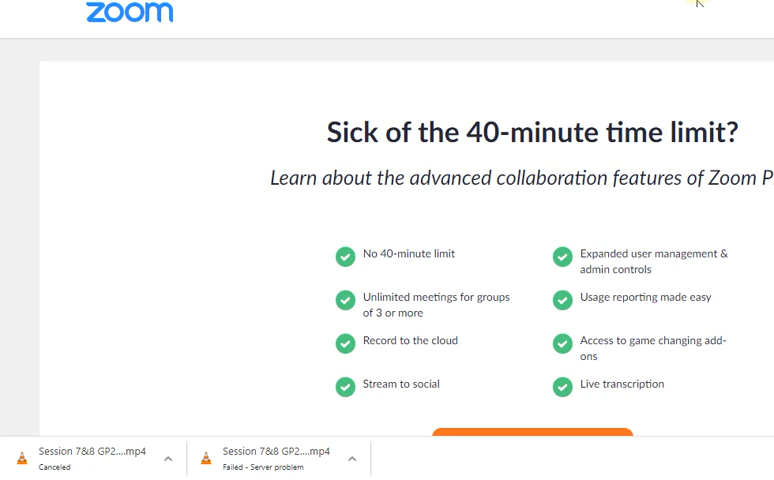 zoom
Sick of the 40-minute time limit?
Learn about the advanced collaboration features of Zoom P
No 40-minute limit
Expanded user management &
admin controls
Unlimited meetings for groups
of 3 or more
Usage reporting made easy
Record to the cloud
Access to game changing add-
ons
Stream to social
Live transcription
Session 7&8 GP2....mp4
Canceled
Session 7&8 GP2....mp4
Failed - Server problem